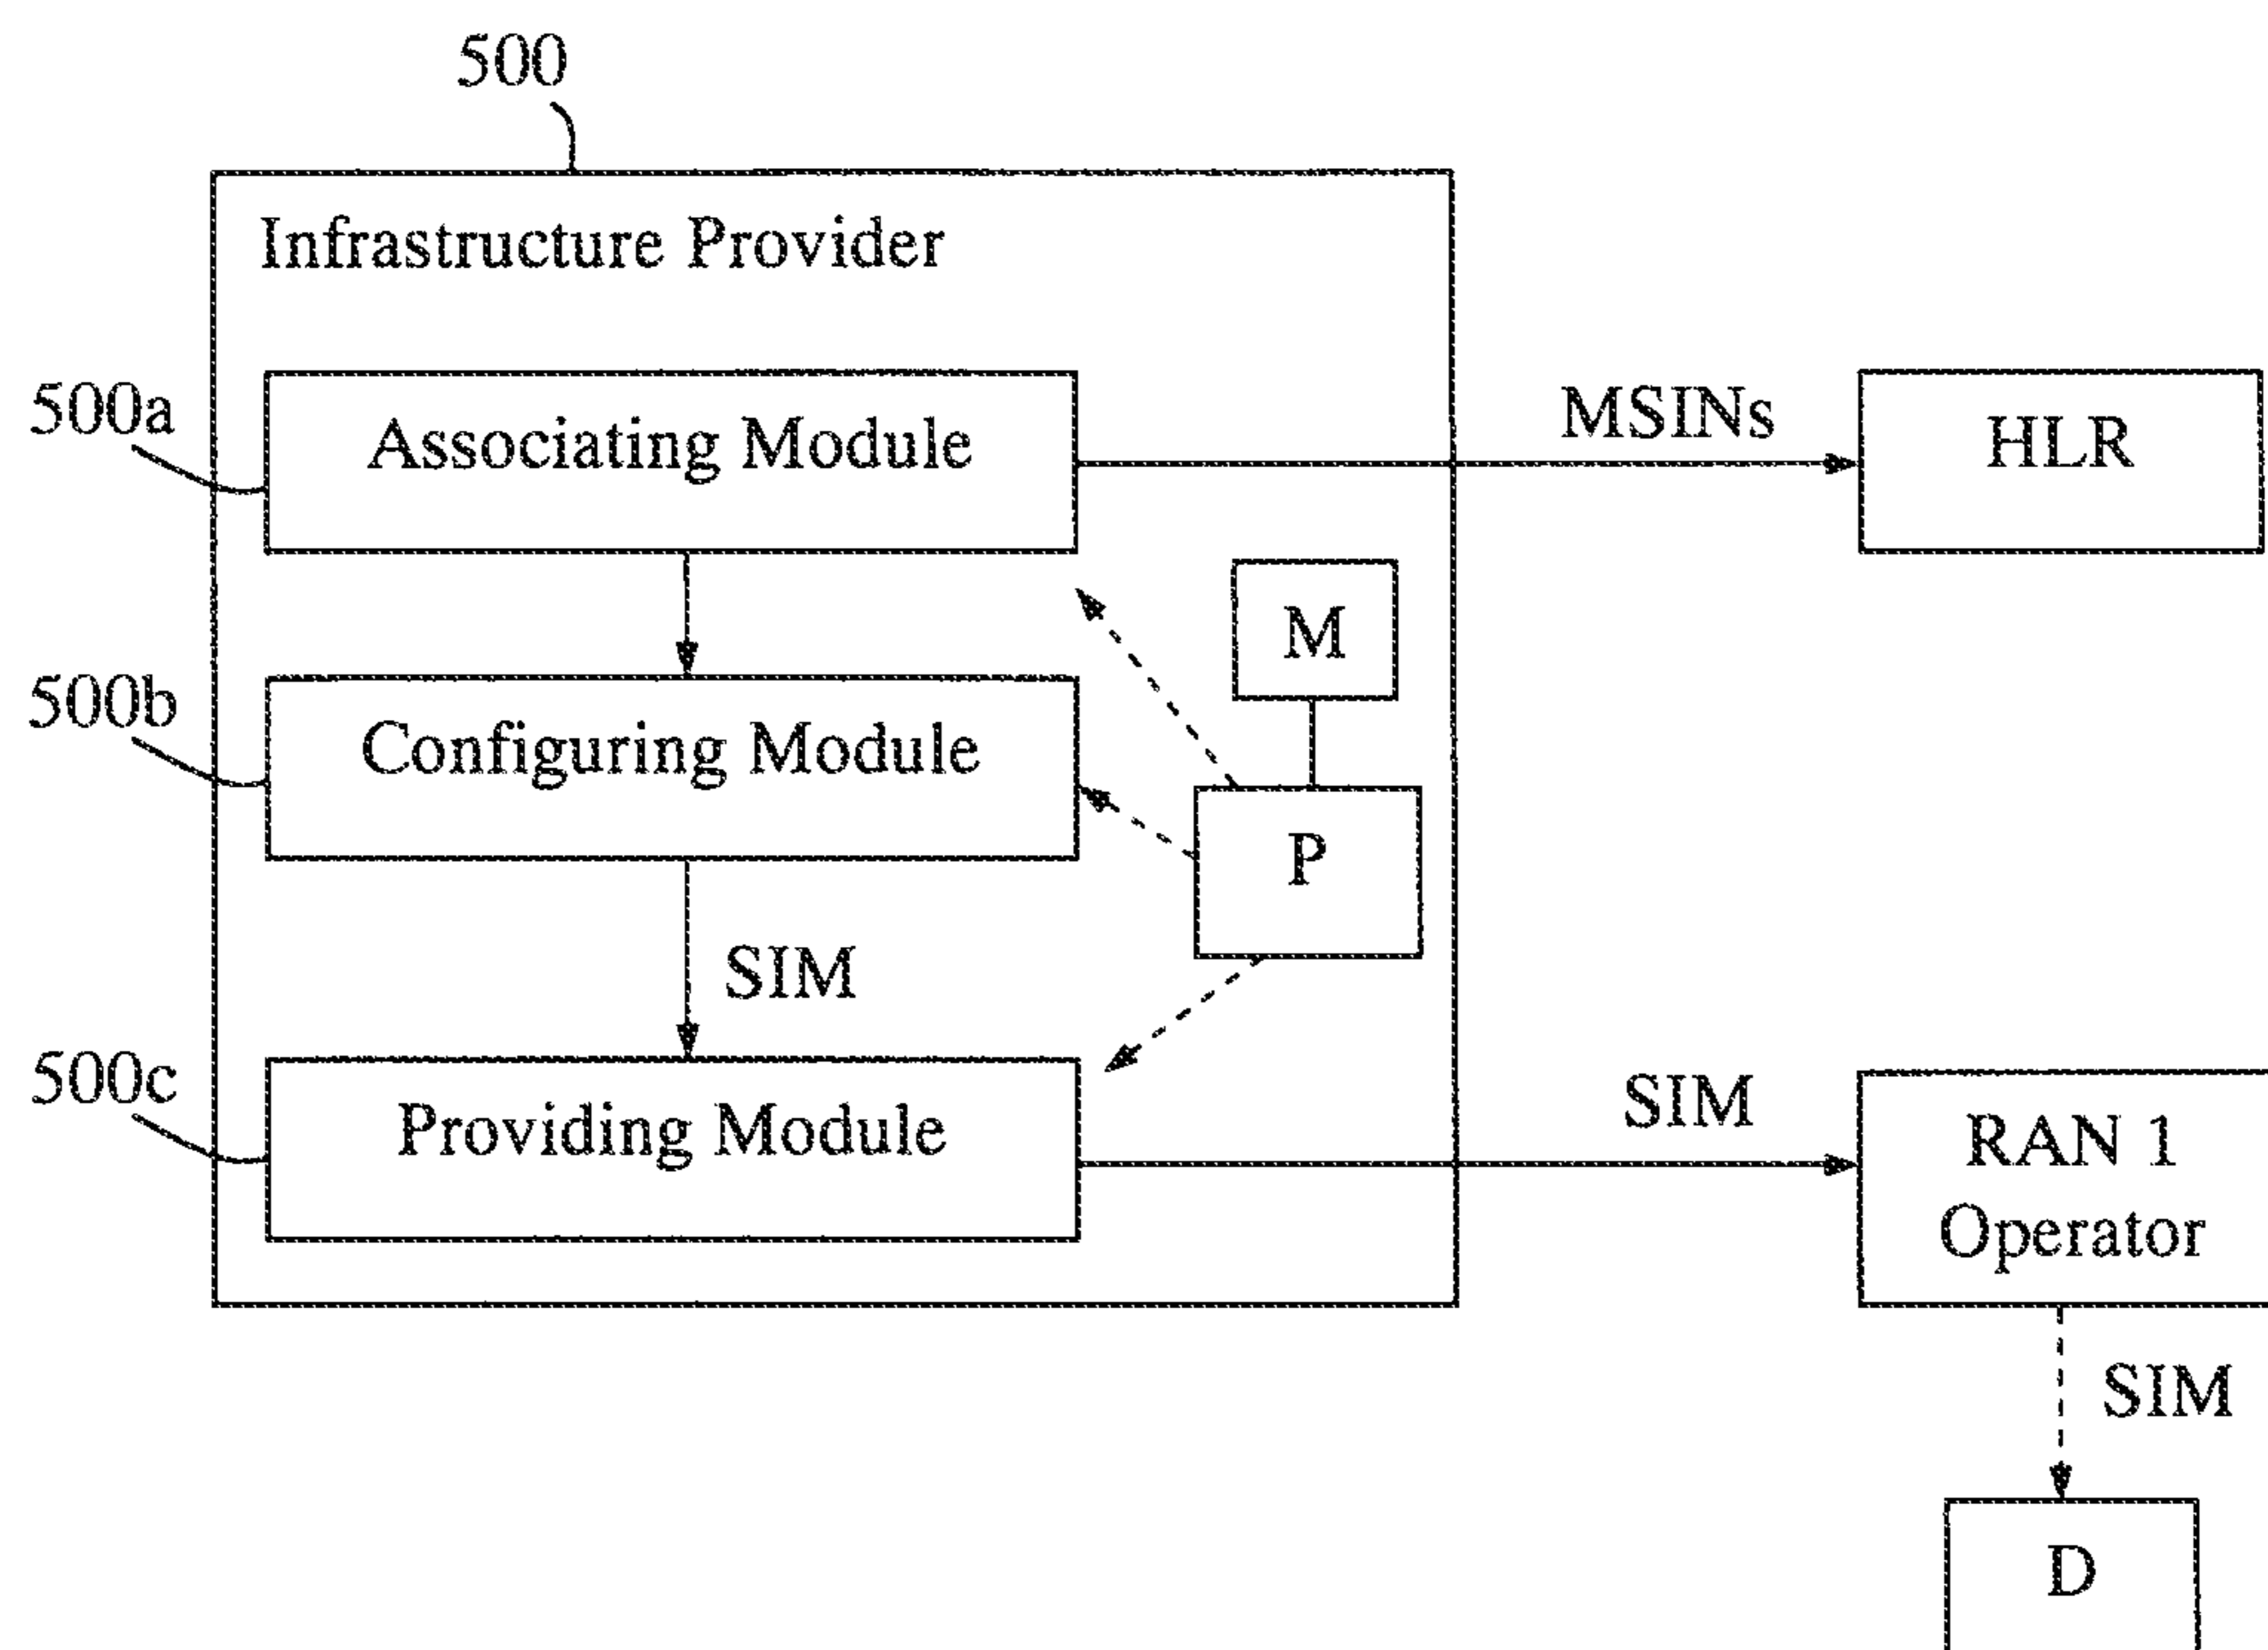 500
Infrastructure Provider
500a
Associating Module
MSINs
HLR
M
500b
Configuring Module
P
SIM
500c
Providing Module
SIM
RAN 1
Operator
SIM
D